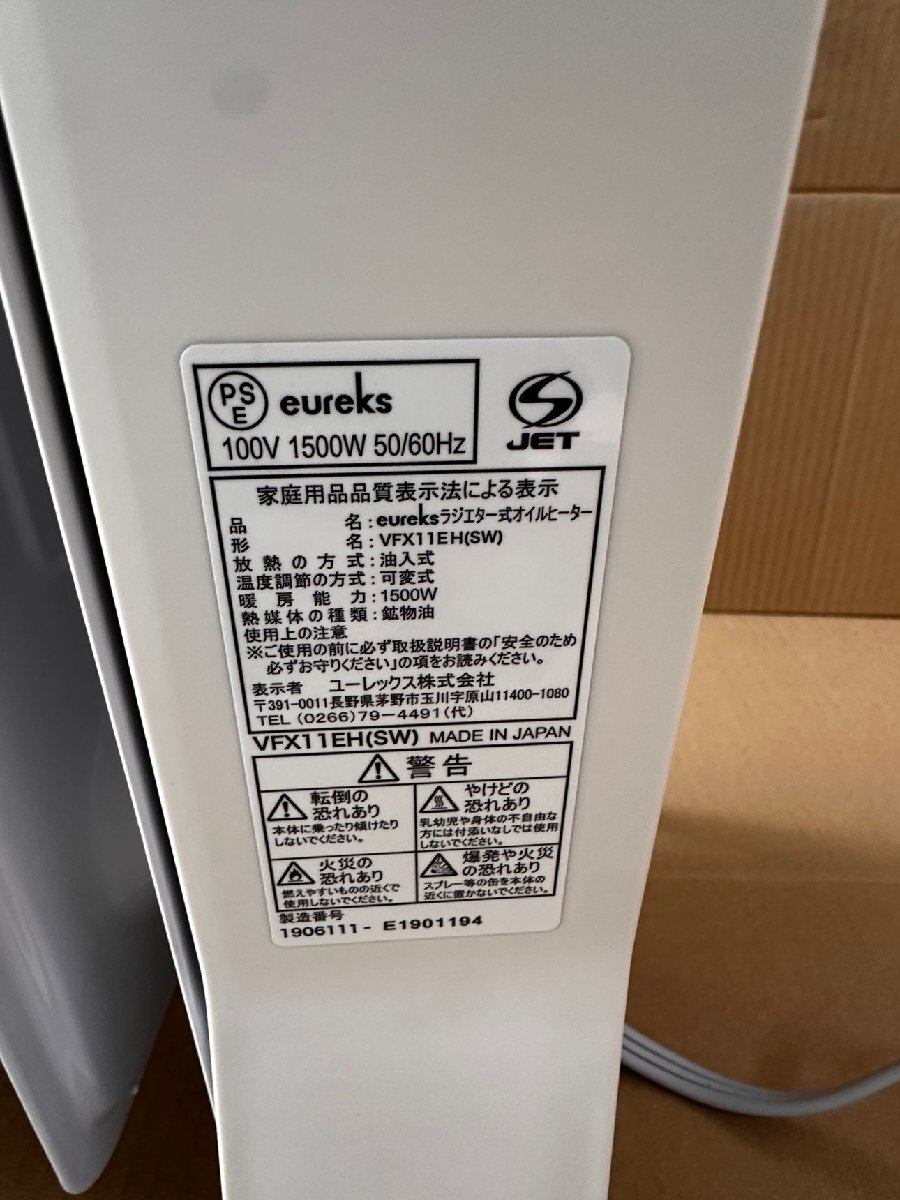 PSE eureks
100V 1500W 50/60Hz
JET
家庭用品品質表示法による表示
品名:eureksラジエター式オイルヒーター
形名:VFX11EH(SW)
放熱の方式:油入式
温度調節の方式:可変式
暖房能力:1500W
熱媒体の種類:鉱物油
使用上の注意
※ご使用の前に必ず取扱説明書の「安全のため
必ずお守りください」の項をお読みください。
表示者 ユーレックス株式会社
〒391-0011長野県茅野市玉川字原山11400-1080
TEL(0266)79-4491(代)
VFX11EH(SW) MADE IN JAPAN
警告
転倒の
恐れあり
本体に乗ったり傾けたり
しないでください。
やけどの
恐れあり
乳幼児や身体の不自由な
方には付添いなしでは使用
しないでください。
火災の
恐れあり
燃えやすいものの近くで
使用しないでください。
爆発や火災
の恐れあり
スプレー等の缶を本体の
近くに置かないでください。
製造番号
1906111- E1901194